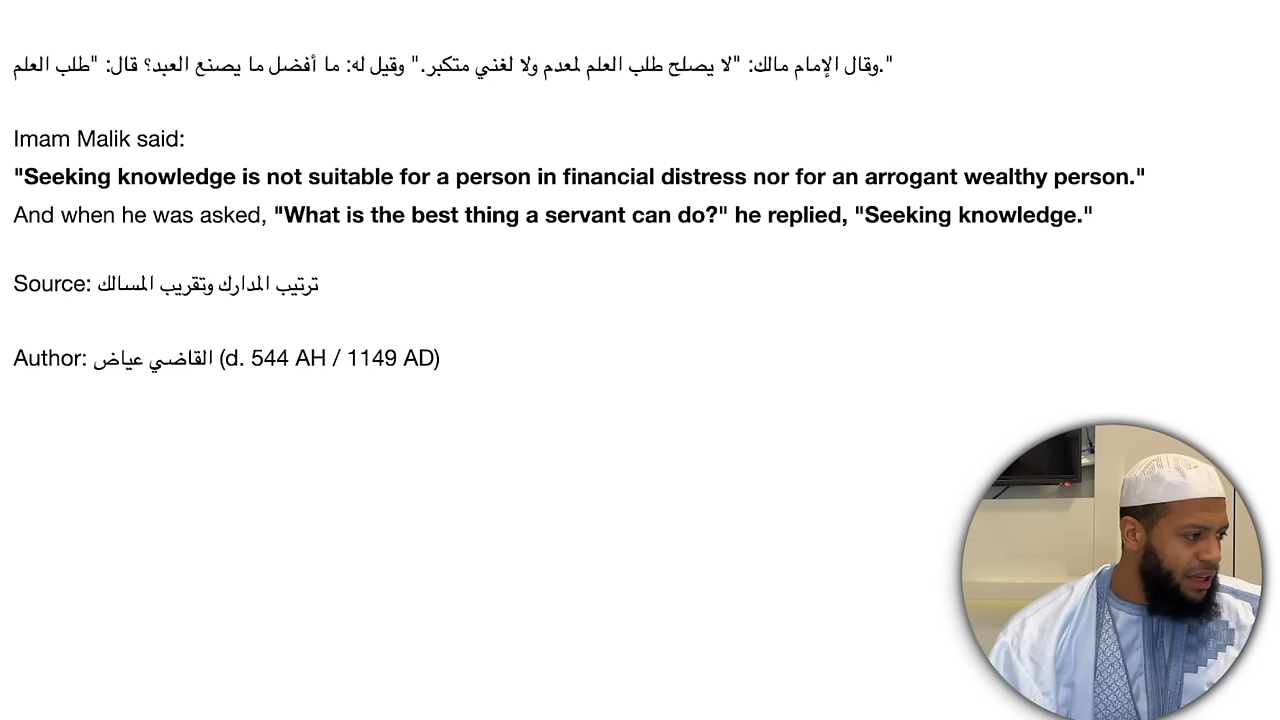 وقال الإمام مالك: "لا يصلح طلب العلم لمعدم ولا لغني متكبر." وقيل له: ما أفضل ما يصنع العبد؟ قال: "طلب العلم."
Imam Malik said:
"Seeking knowledge is not suitable for a person in financial distress nor for an arrogant wealthy person."
And when he was asked, "What is the best thing a servant can do?" he replied, "Seeking knowledge."
Source: ترتيب المدارك وتقريب المسالك
Author: القاضي عياض (d. 544 AH / 1149 AD)